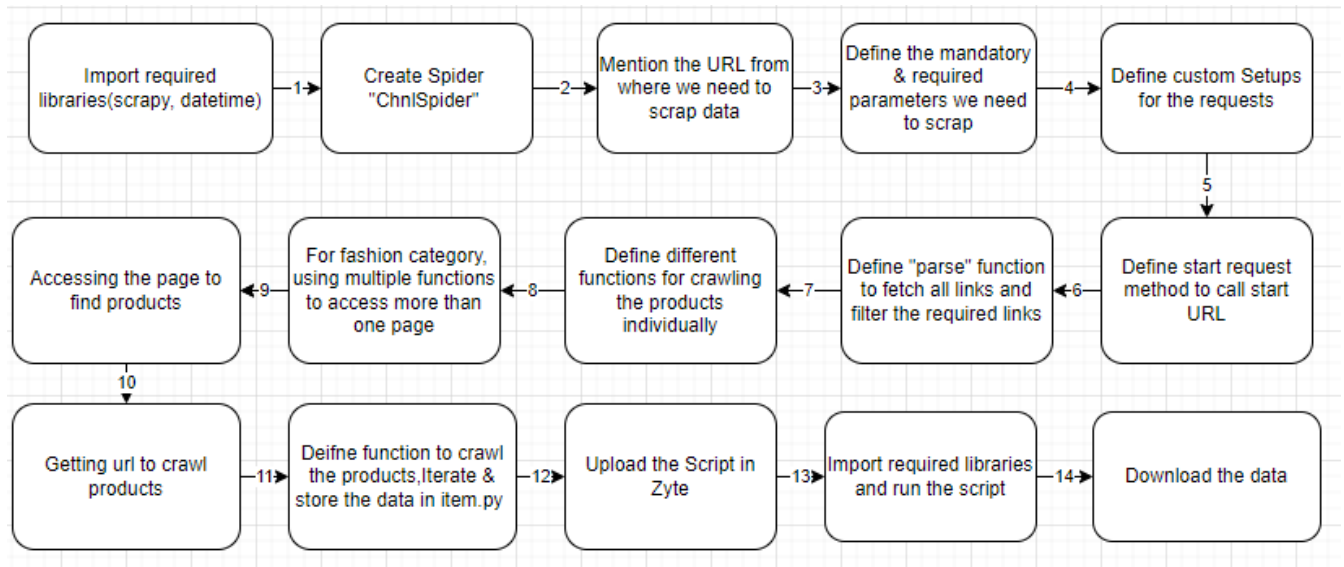 Import required
libraries(scrapy, datetime)
1
Create Spider
"ChnlSpider"
2
Mention the URL from
where we need to
scrap data
3
Define the mandatory
& required
parameters we need
to scrap
4
Define custom Setups
for the requests
5
Define start request
method to call start
URL
6
Define "parse" function
to fetch all links and
filter the required links
7
Define different
functions for crawling
the products
individually
8
For fashion category,
using multiple functions
to access more than
one page
9
Accessing the page to
find products
10
Getting url to crawl
products
11
Deifne function to crawl
the products,Iterate &
store the data in item.py
12
Upload the Script in
Zyte
13
Import required libraries
and run the script
14
Download the data